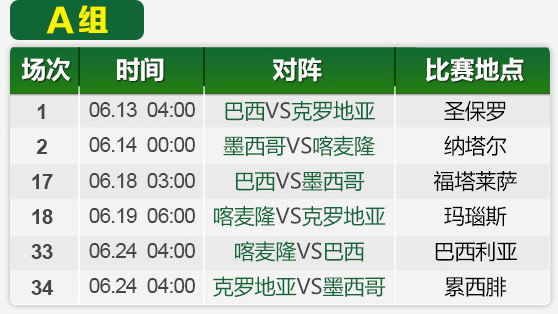 A组
场次 时间 对阵 比赛地点
1 06.13 04:00 巴西VS克罗地亚 圣保罗
2 06.14 00:00 墨西哥VS喀麦隆 纳塔尔
17 06.18 03:00 巴西VS墨西哥 福塔莱萨
18 06.19 06:00 喀麦隆VS克罗地亚 玛瑙斯
33 06.24 04:00 喀麦隆VS巴西 巴西利亚
34 06.24 04:00 克罗地亚VS墨西哥 累西腓